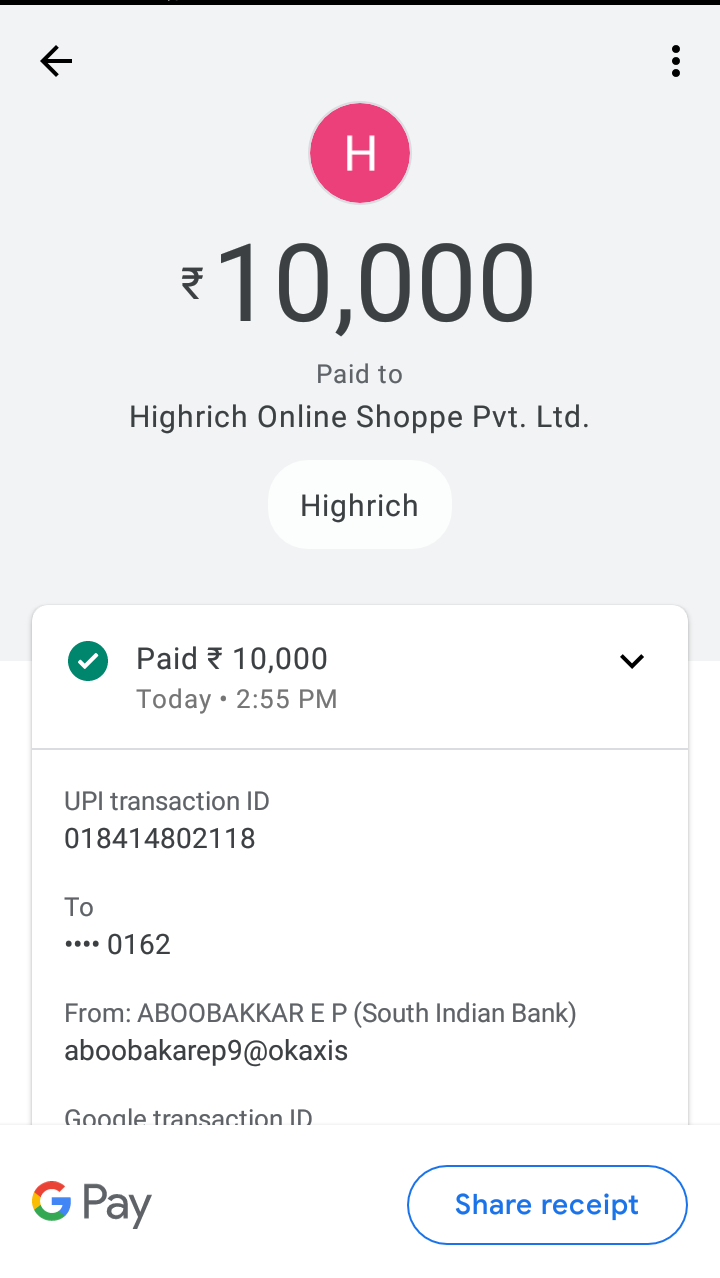 H
₹10,000
Paid to
Highrich Online Shoppe Pvt. Ltd.
Highrich
Paid ₹ 10,000
Today • 2:55 PM
UPI transaction ID
018414802118
To
•••• 0162
From: ABOOBAKKAR E P (South Indian Bank)
aboobakarep9@okaxis
Google transaction ID
G Pay
Share receipt